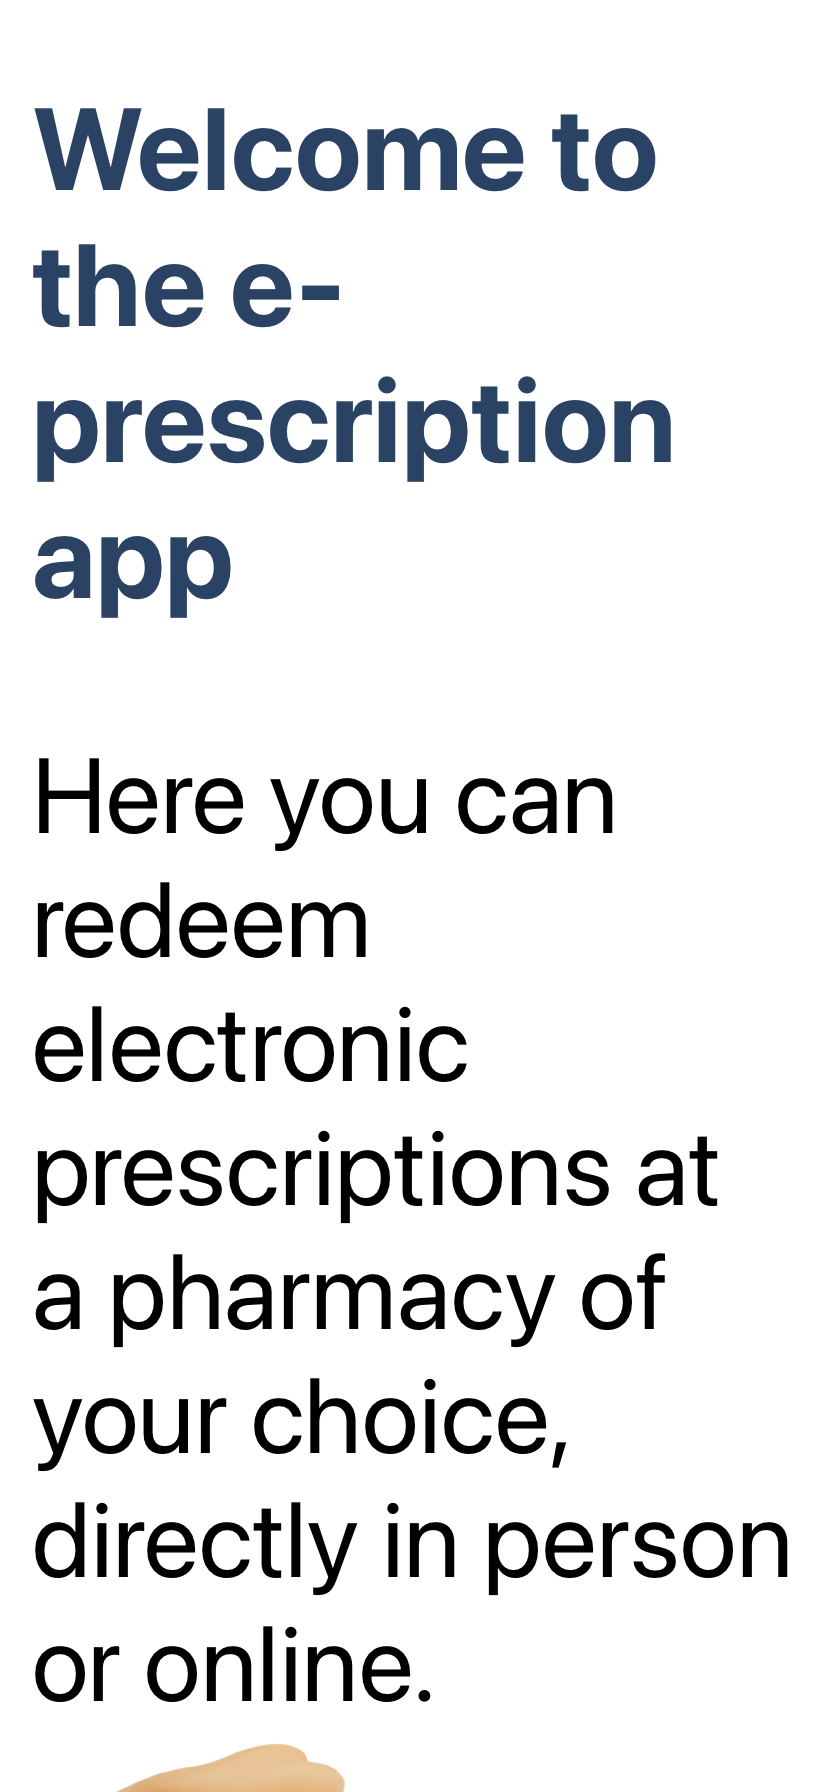 Welcome to
the e-
prescription
app
Here you can
redeem
electronic
prescriptions at
a pharmacy of
your choice,
directly in person
or online.